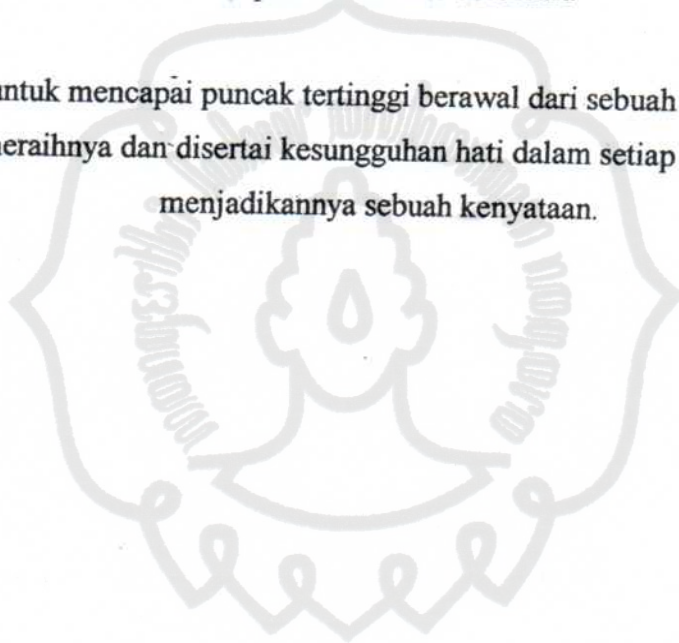 untuk mencapai puncak tertinggi berawal dari sebuah
meraihnya dan disertai kesungguhan hati dalam setiap
menjadikannya sebuah kenyataan.